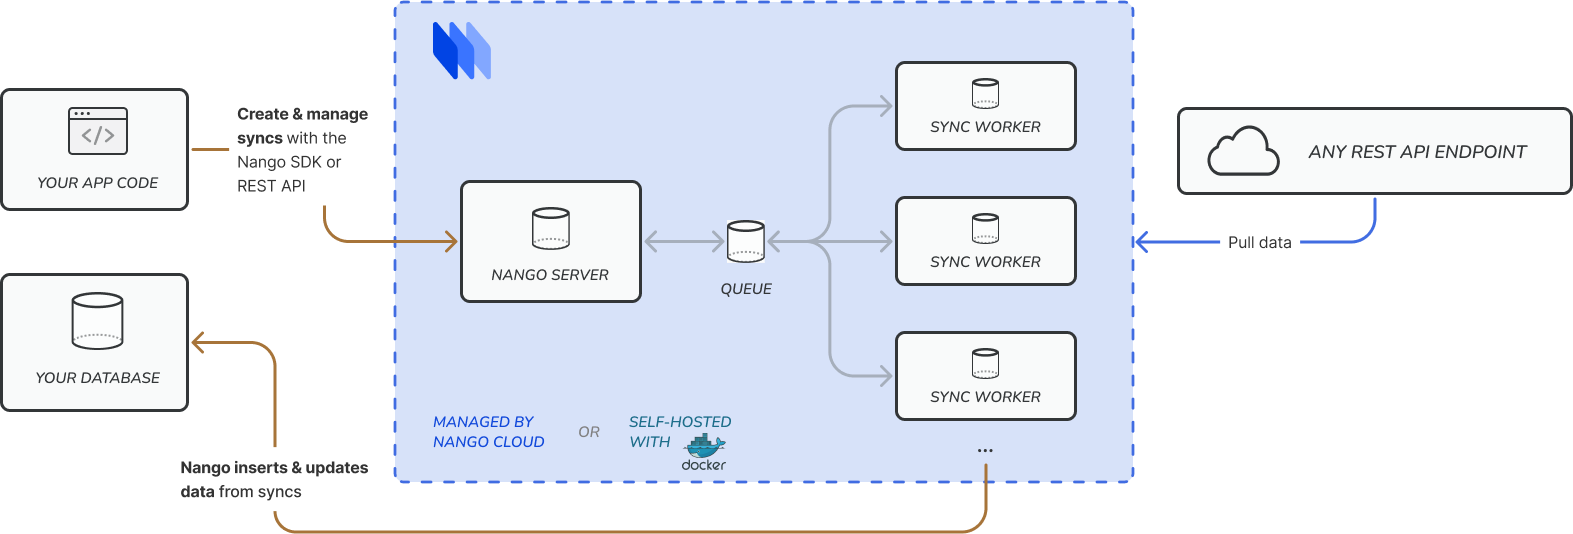 YOUR APP CODE
Create & manage
syncs with the
Nango SDK or
REST API
YOUR DATABASE
Nango inserts & updates
data from syncs
NANGO SERVER
QUEUE
SYNC WORKER
SYNC WORKER
SYNC WORKER
...
MANAGED BY
NANGO CLOUD
OR
SELF-HOSTED
WITH
docker
ANY REST API ENDPOINT
Pull data